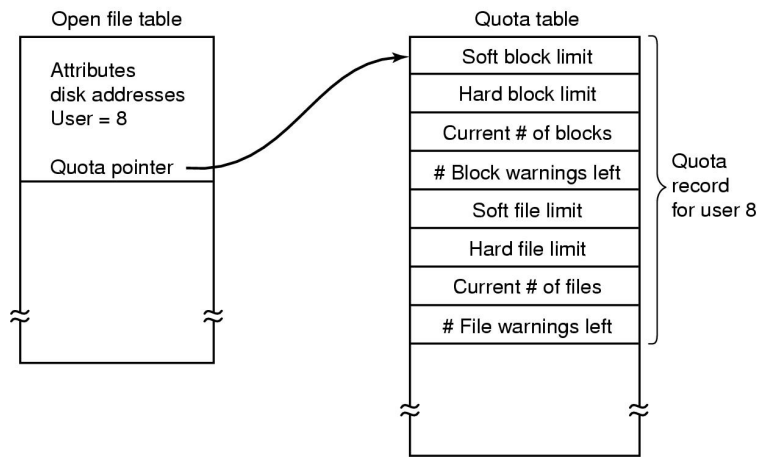 Open file table
Attributes
disk addresses
User = 8
Quota pointer
Quota table
Soft block limit
Hard block limit
Current # of blocks
# Block warnings left
Soft file limit
Hard file limit
Current # of files
# File warnings left
Quota
record
for user 8